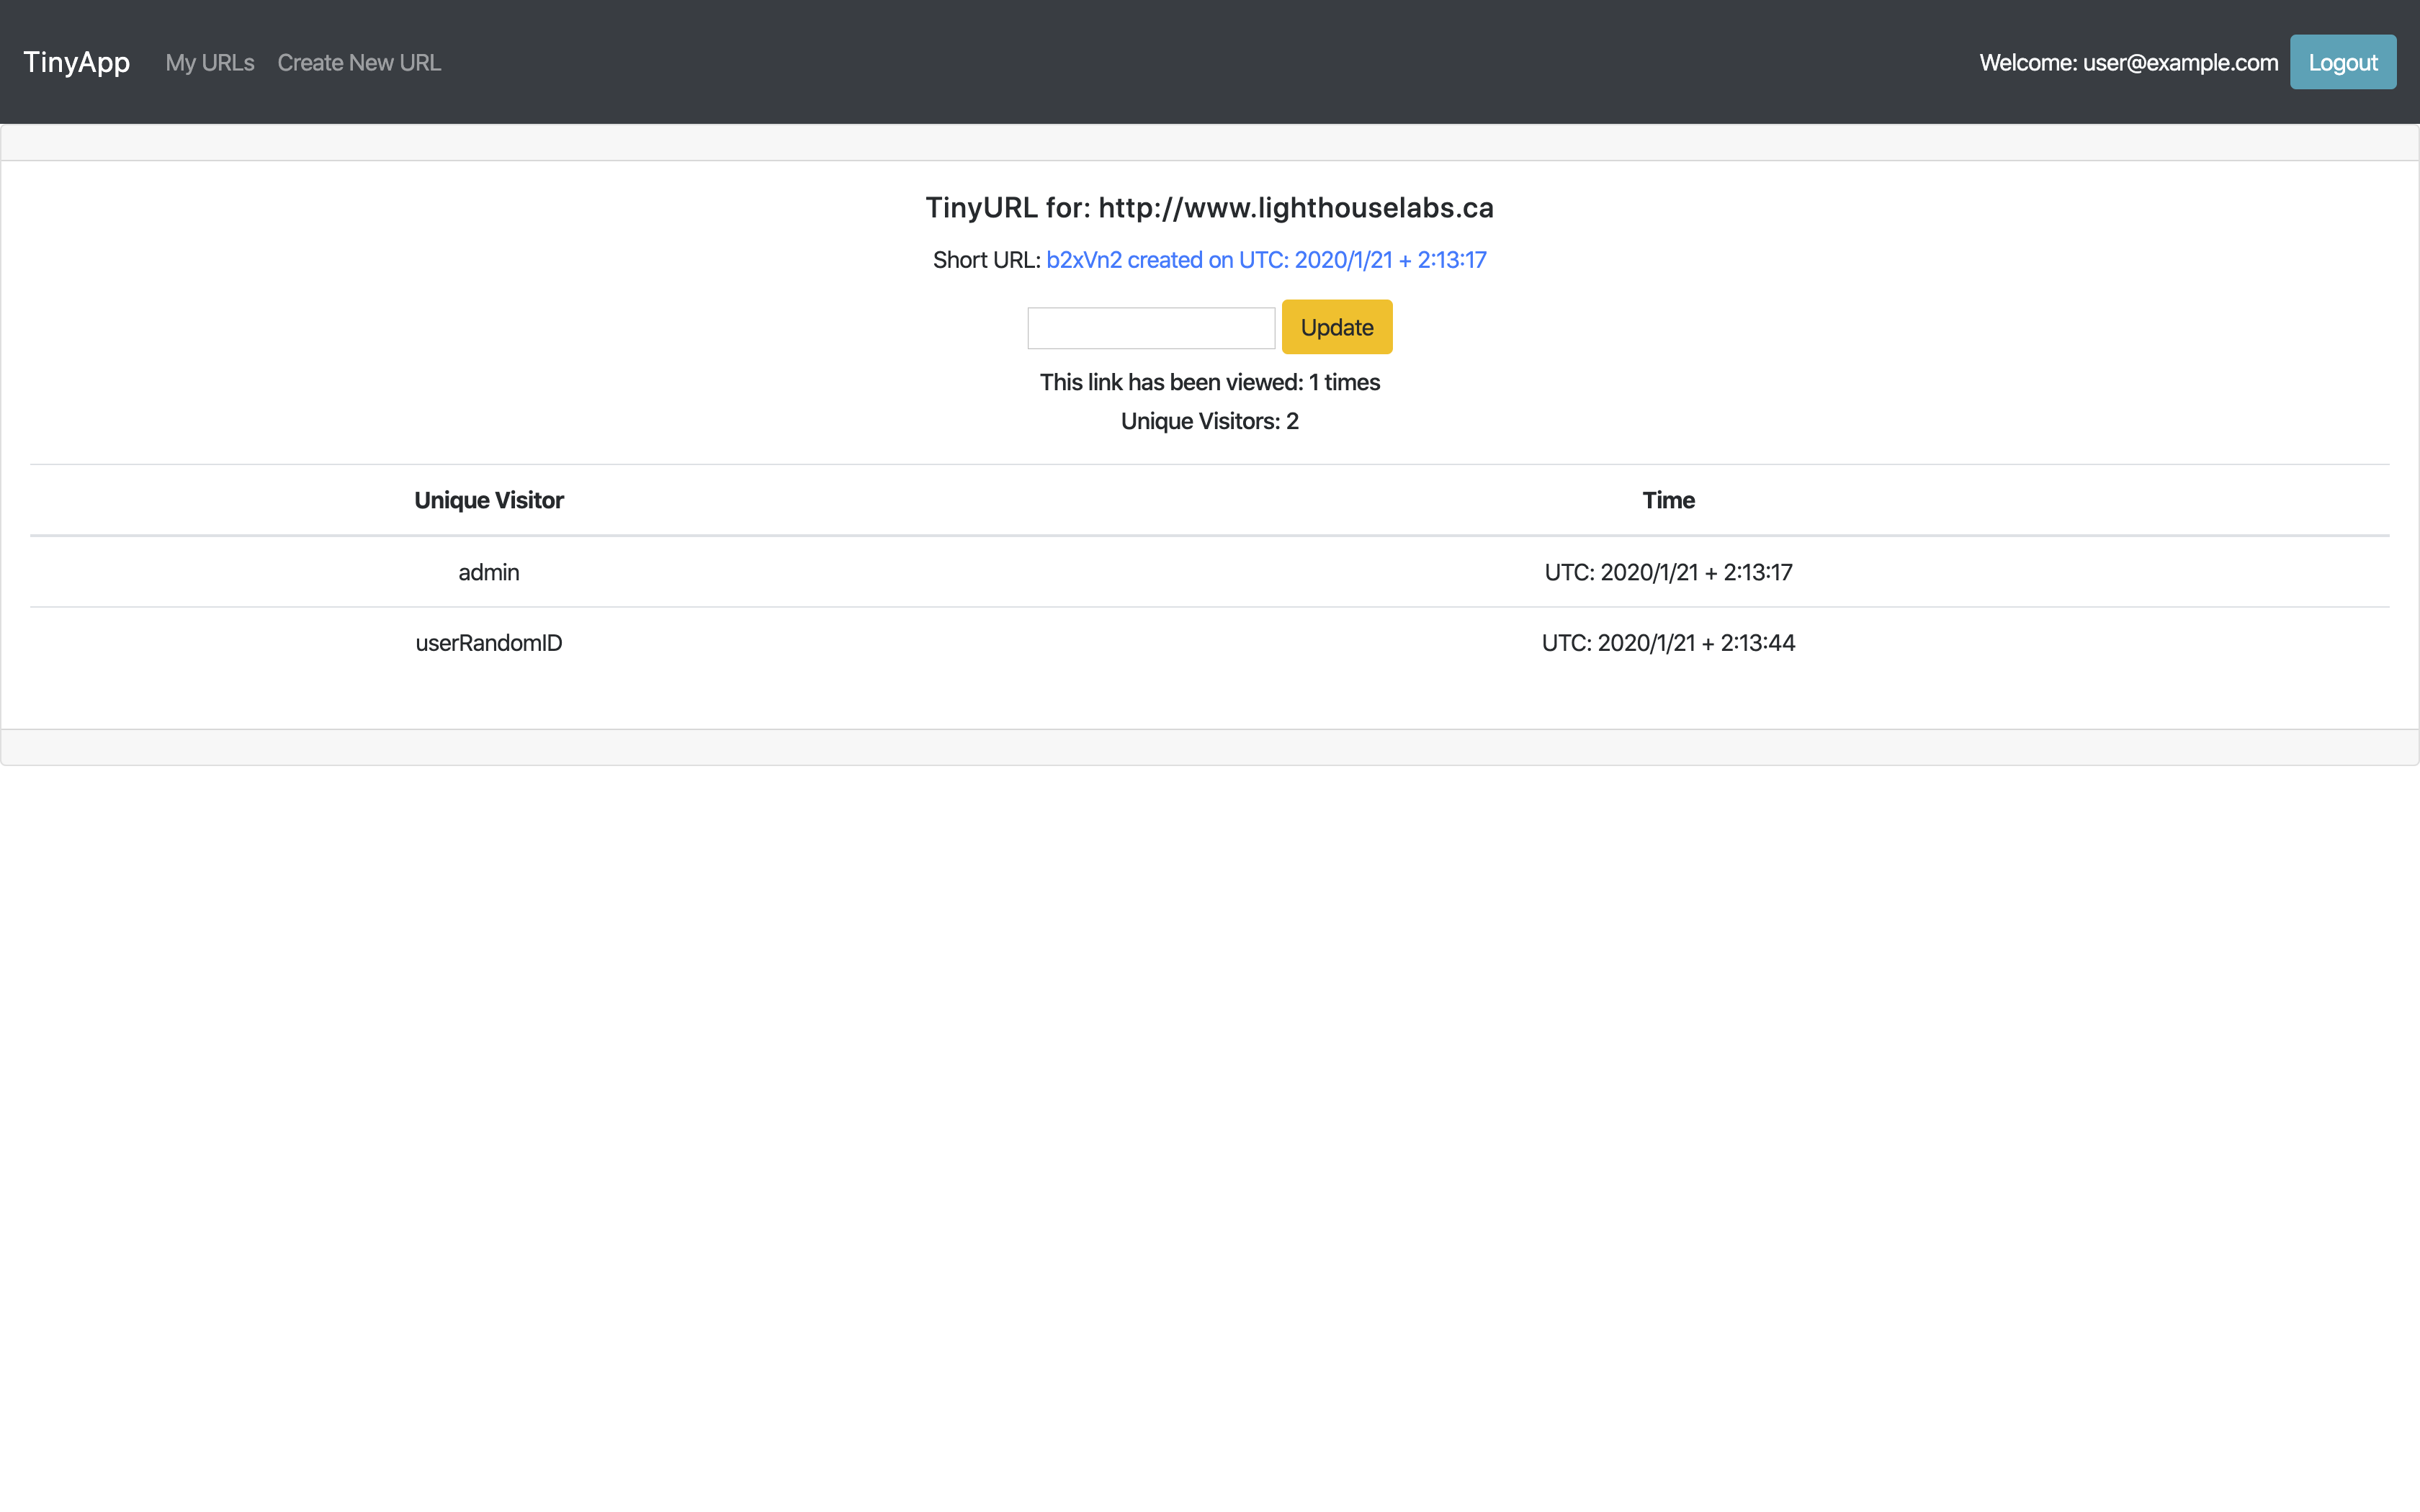 TinyApp My URLs Create New URL Welcome: user@example.com Logout
TinyURL for: http://www.lighthouselabs.ca
Short URL: b2xVn2 created on UTC: 2020/1/21 + 2:13:17
Update
This link has been viewed: 1 times
Unique Visitors: 2
Unique Visitor Time
admin UTC: 2020/1/21 + 2:13:17
userRandomID UTC: 2020/1/21 + 2:13:44